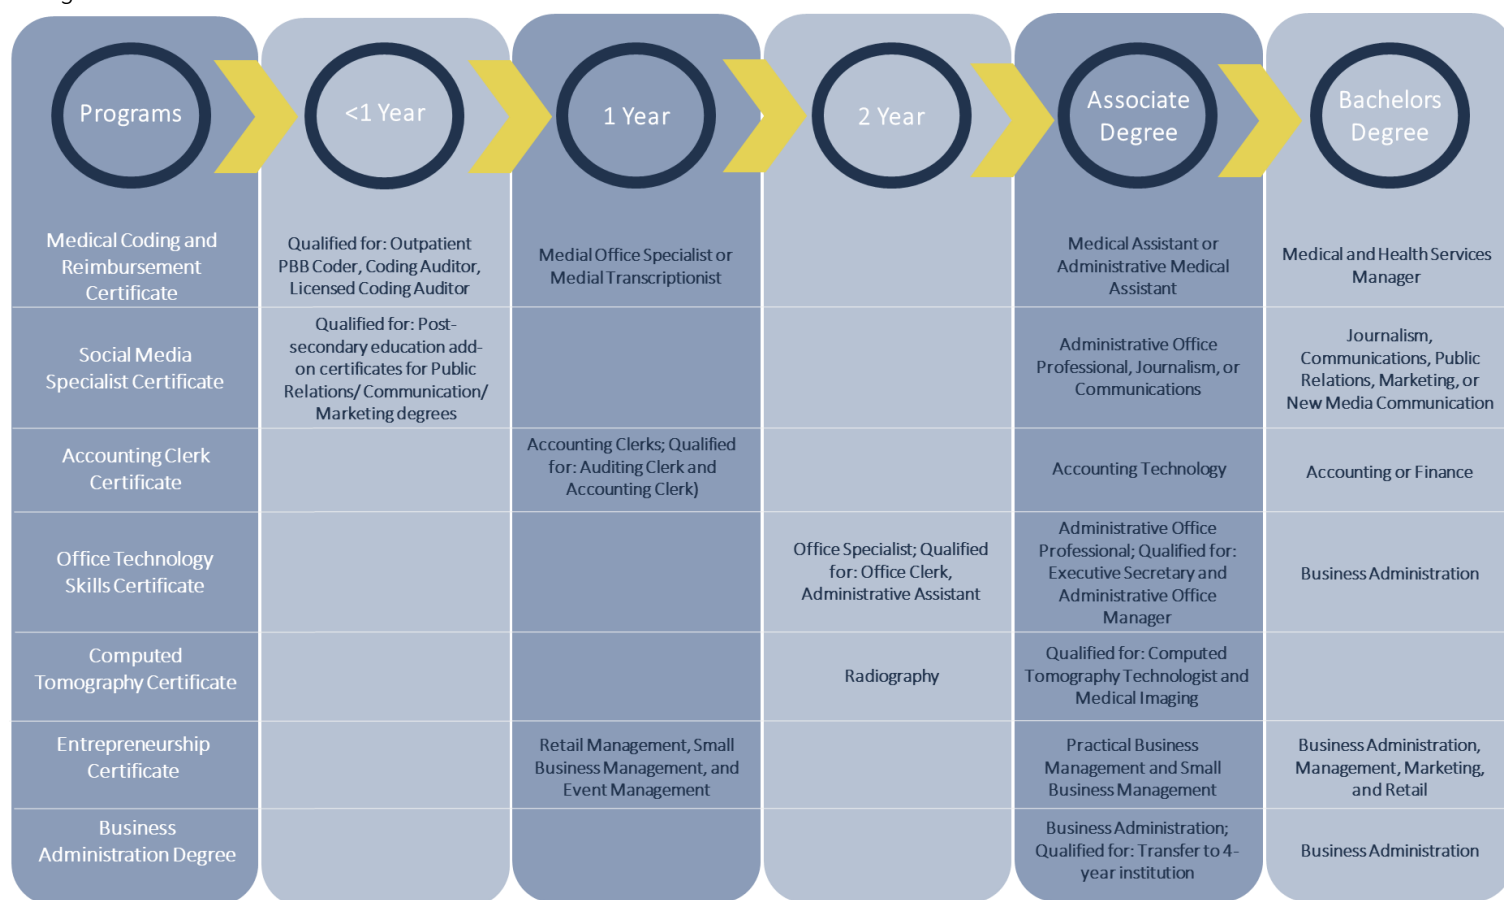 Programs
<1 Year
1 Year
2 Year
Associate
Degree
Bachelors
Degree
Medical Coding and
Reimbursement
Certificate
Qualified for: Outpatient
PBB Coder, Coding Auditor,
Licensed Coding Auditor
Medial Office Specialist or
Medial Transcriptionist
Medical Assistant or
Administrative Medical
Assistant
Medical and Health Services
Manager
Social Media
Specialist Certificate
Qualified for: Post-
secondary education add-
on certificates for Public
Relations/ Communication/
Marketing degrees
Administrative Office
Professional, Journalism, or
Communications
Journalism,
Communications, Public
Relations, Marketing, or
New Media Communication
Accounting Clerk
Certificate
Accounting Clerks; Qualified
for: Auditing Clerk and
Accounting Clerk)
Accounting Technology
Accounting or Finance
Office Technology
Skills Certificate
Office Specialist; Qualified
for: Office Clerk,
Administrative Assistant
Administrative Office
Professional; Qualified for:
Executive Secretary and
Administrative Office
Manager
Business Administration
Computed
Tomography Certificate
Radiography
Qualified for: Computed
Tomography Technologist and
Medical Imaging
Entrepreneurship
Certificate
Retail Management, Small
Business Management, and
Event Management
Practical Business
Management and Small
Business Management
Business Administration,
Management, Marketing,
and Retail
Business
Administration Degree
Business Administration;
Qualified for: Transfer to 4-
year institution
Business Administration